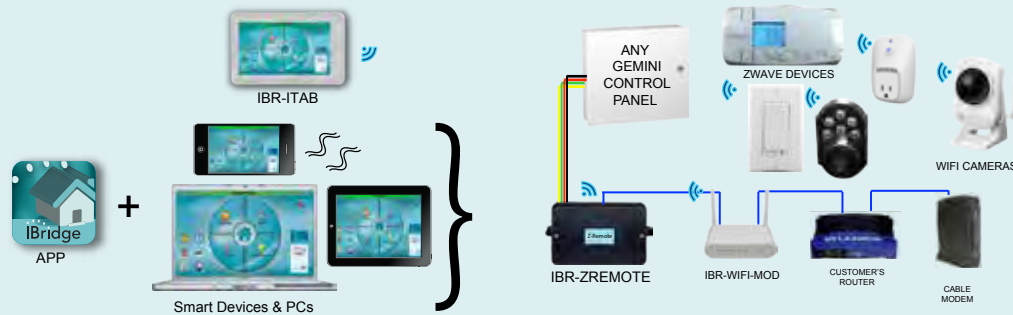 IBR-ITAB
IBridge
APP
+
Smart Devices & PCs
}
ANY
GEMINI
CONTROL
PANEL
ZWAVE DEVICES
WIFI CAMERAS
Z-Remote
IBR-ZREMOTE
IBR-WIFI-MOD
CUSTOMER'S
ROUTER
CABLE
MODEM